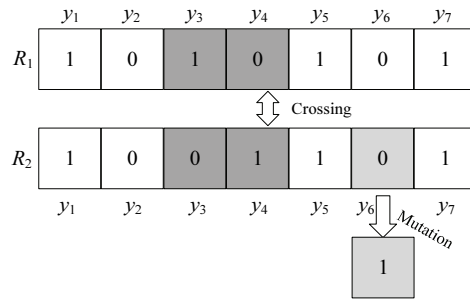 y1 y2 y3 y4 y5 y6 y7
R1 1 0 1 0 1 0 1
Crossing
R2 1 0 0 1 1 0 1
y1 y2 y3 y4 y5 y6 y7
Mutation
1